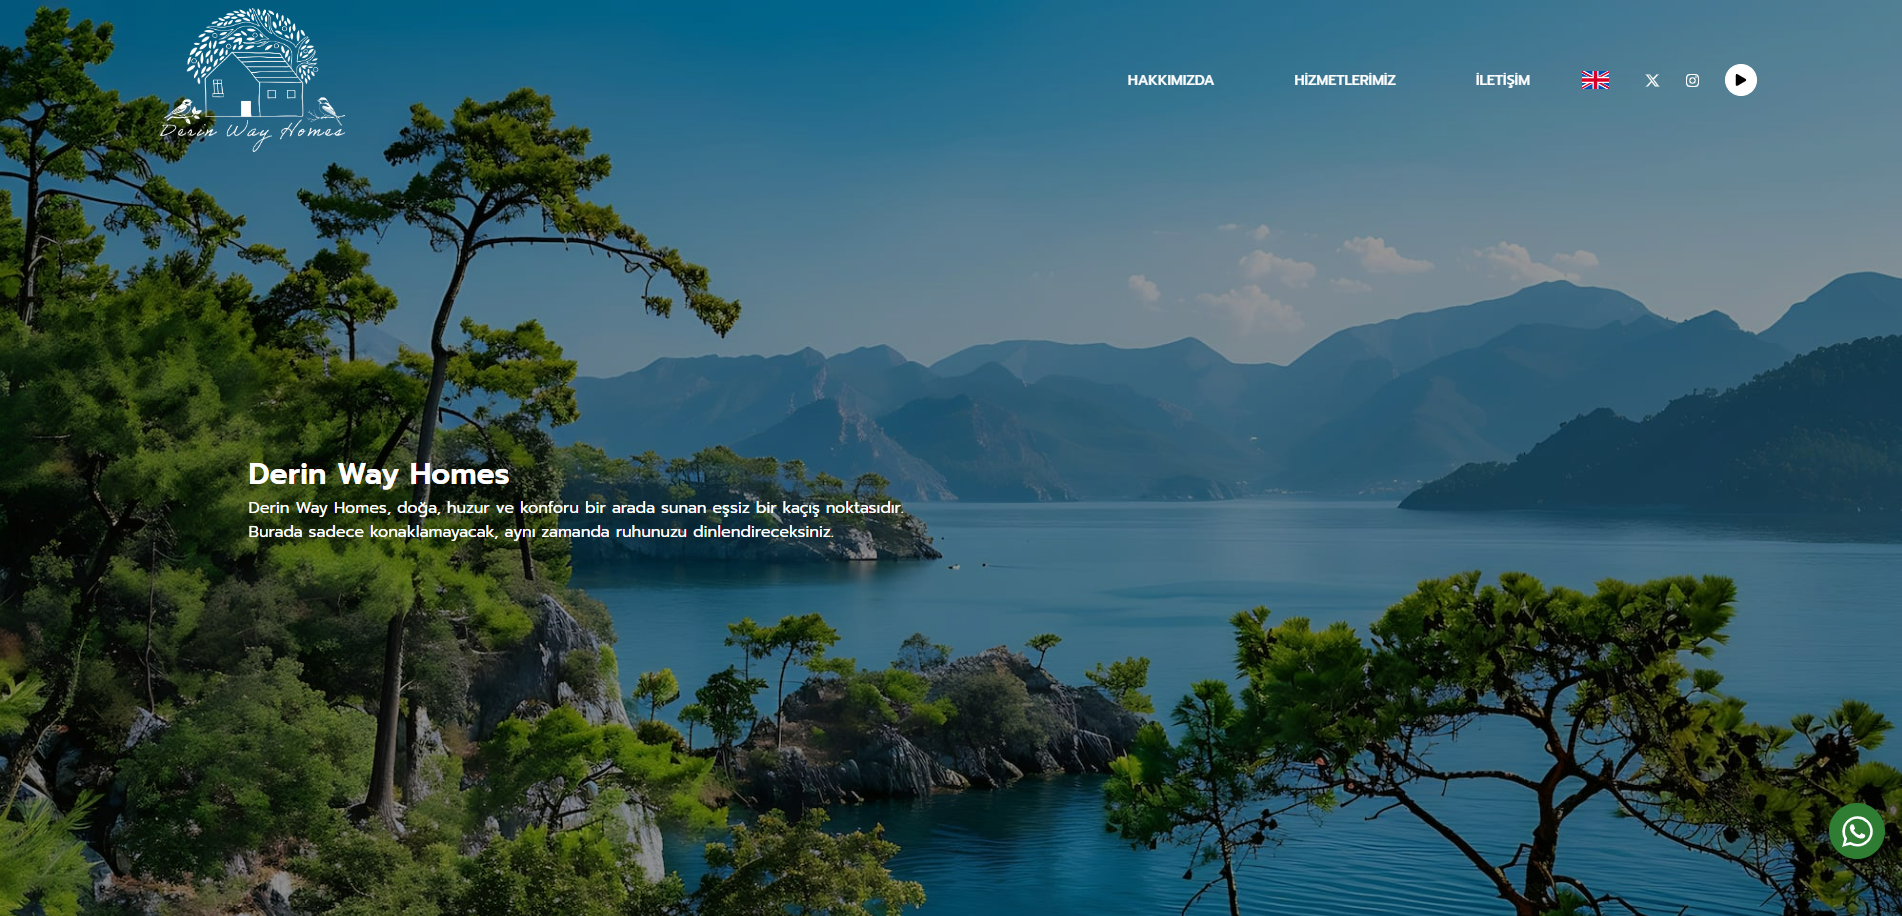 Derin Way Homes
HAKKIMIZDA
HİZMETLERİMİZ
İLETİŞİM
Derin Way Homes
Derin Way Homes, doğa, huzur ve konforu bir arada sunan eşsiz bir kaçış noktasıdır.
Burada sadece konaklamayacak, aynı zamanda ruhunuzu dinlendireceksiniz.